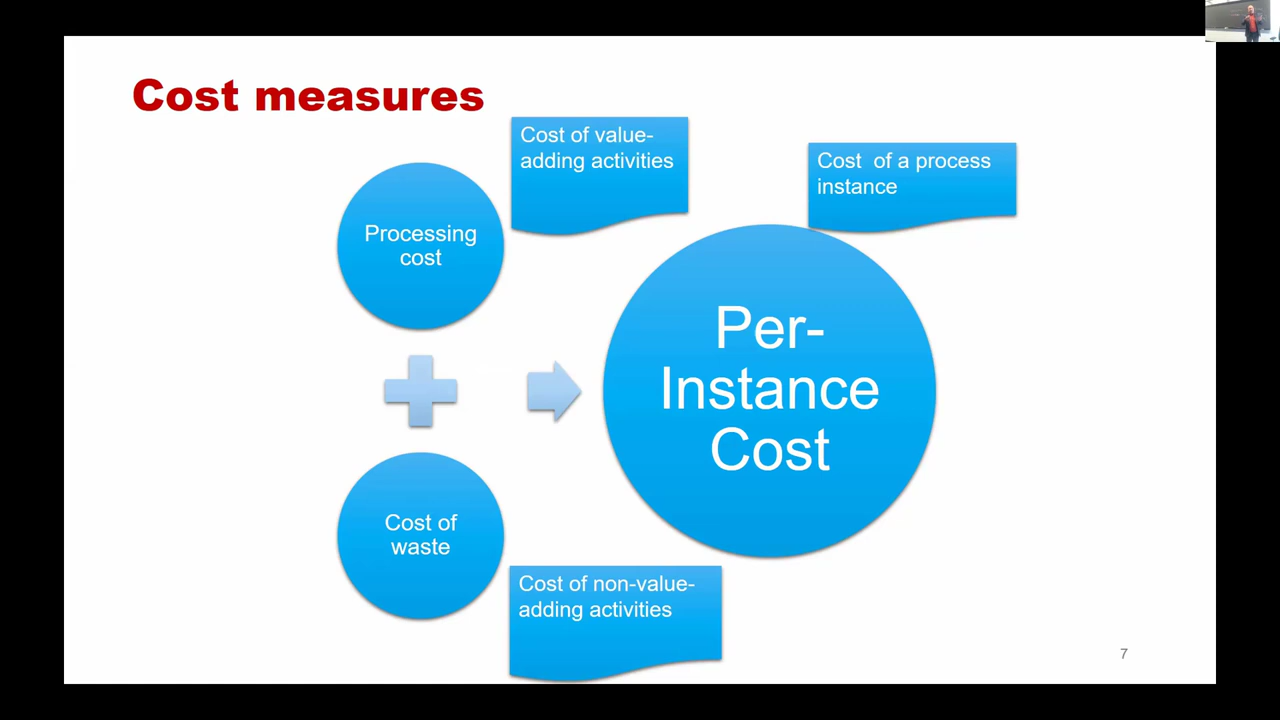 Cost measures
Cost of value-
adding activities
Cost of a process
instance
Processing
cost
Per-
Instance
Cost
Cost of
waste
Cost of non-value-
adding activities
7